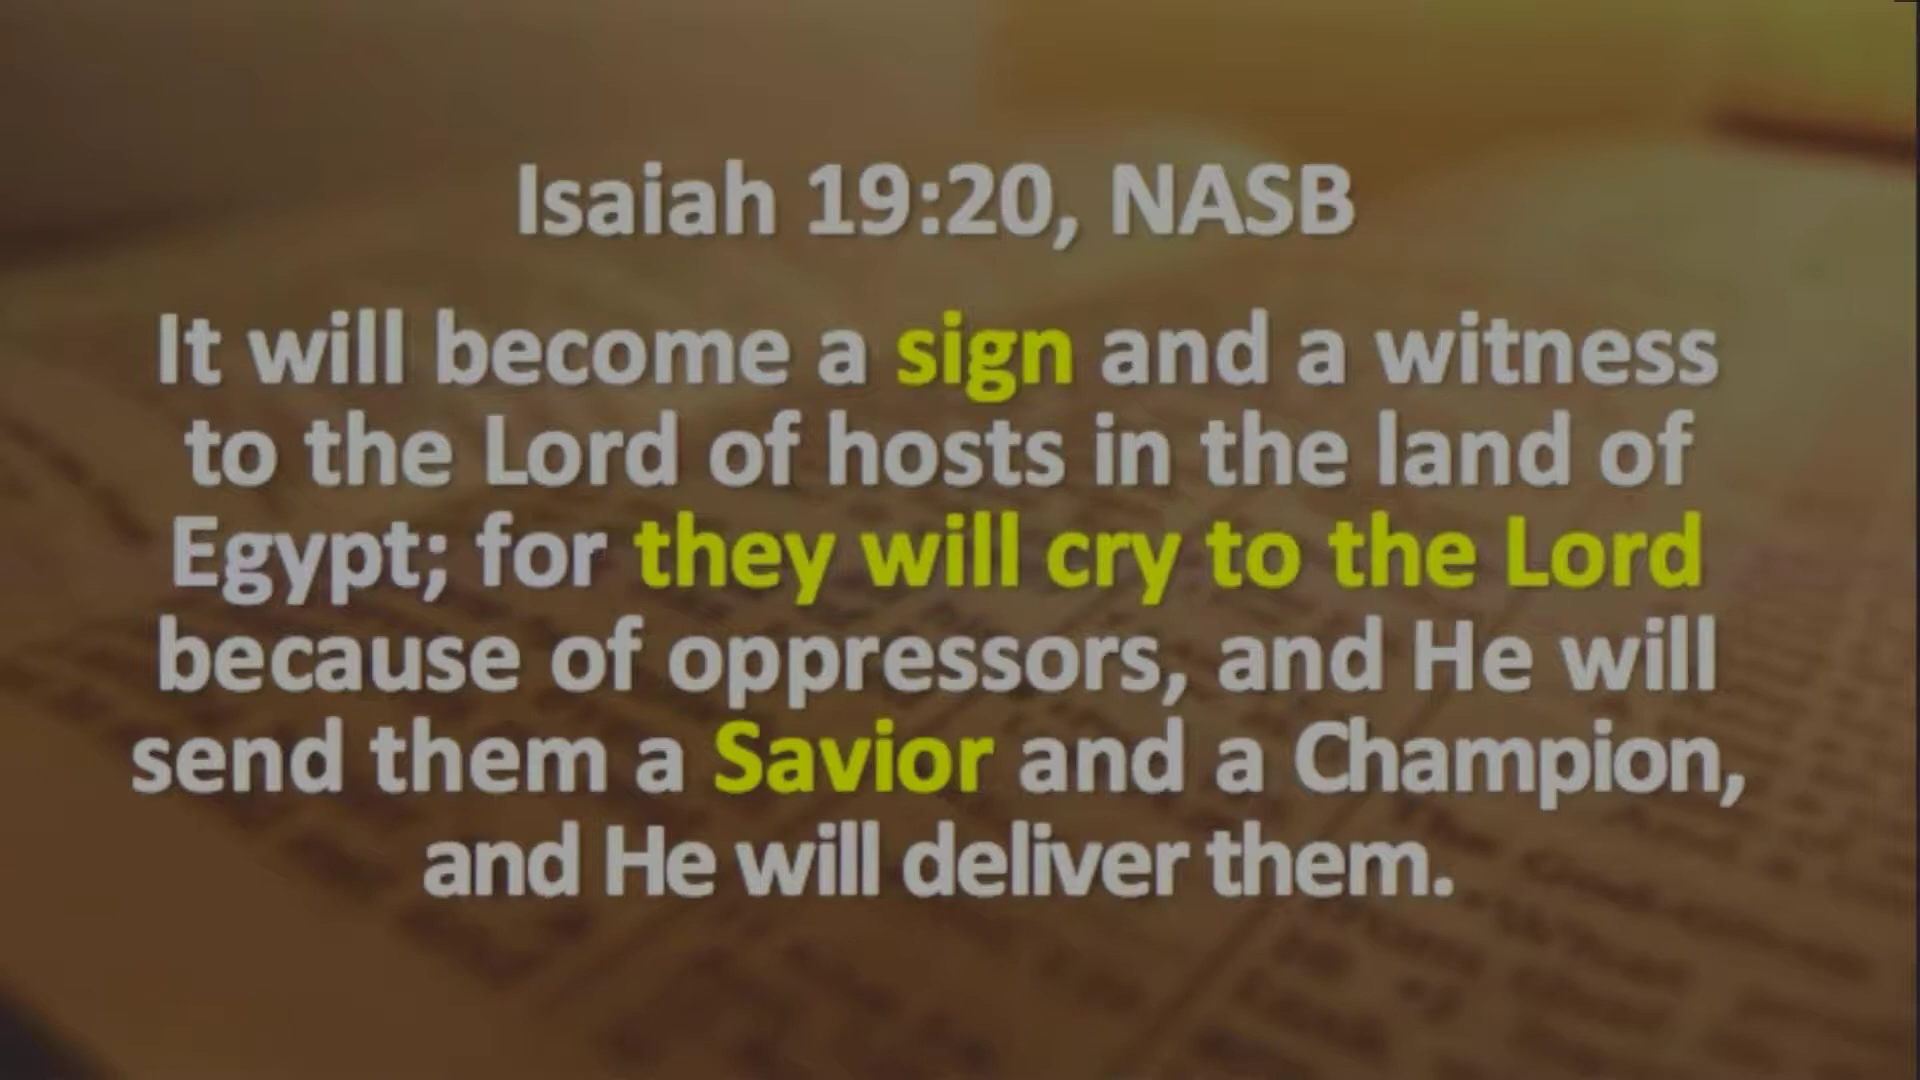 Isaiah 19:20, NASB
It will become a sign and a witness
to the Lord of hosts in the land of
Egypt; for they will cry to the Lord
because of oppressors, and He will
send them a Savior and a Champion,
and He will deliver them.